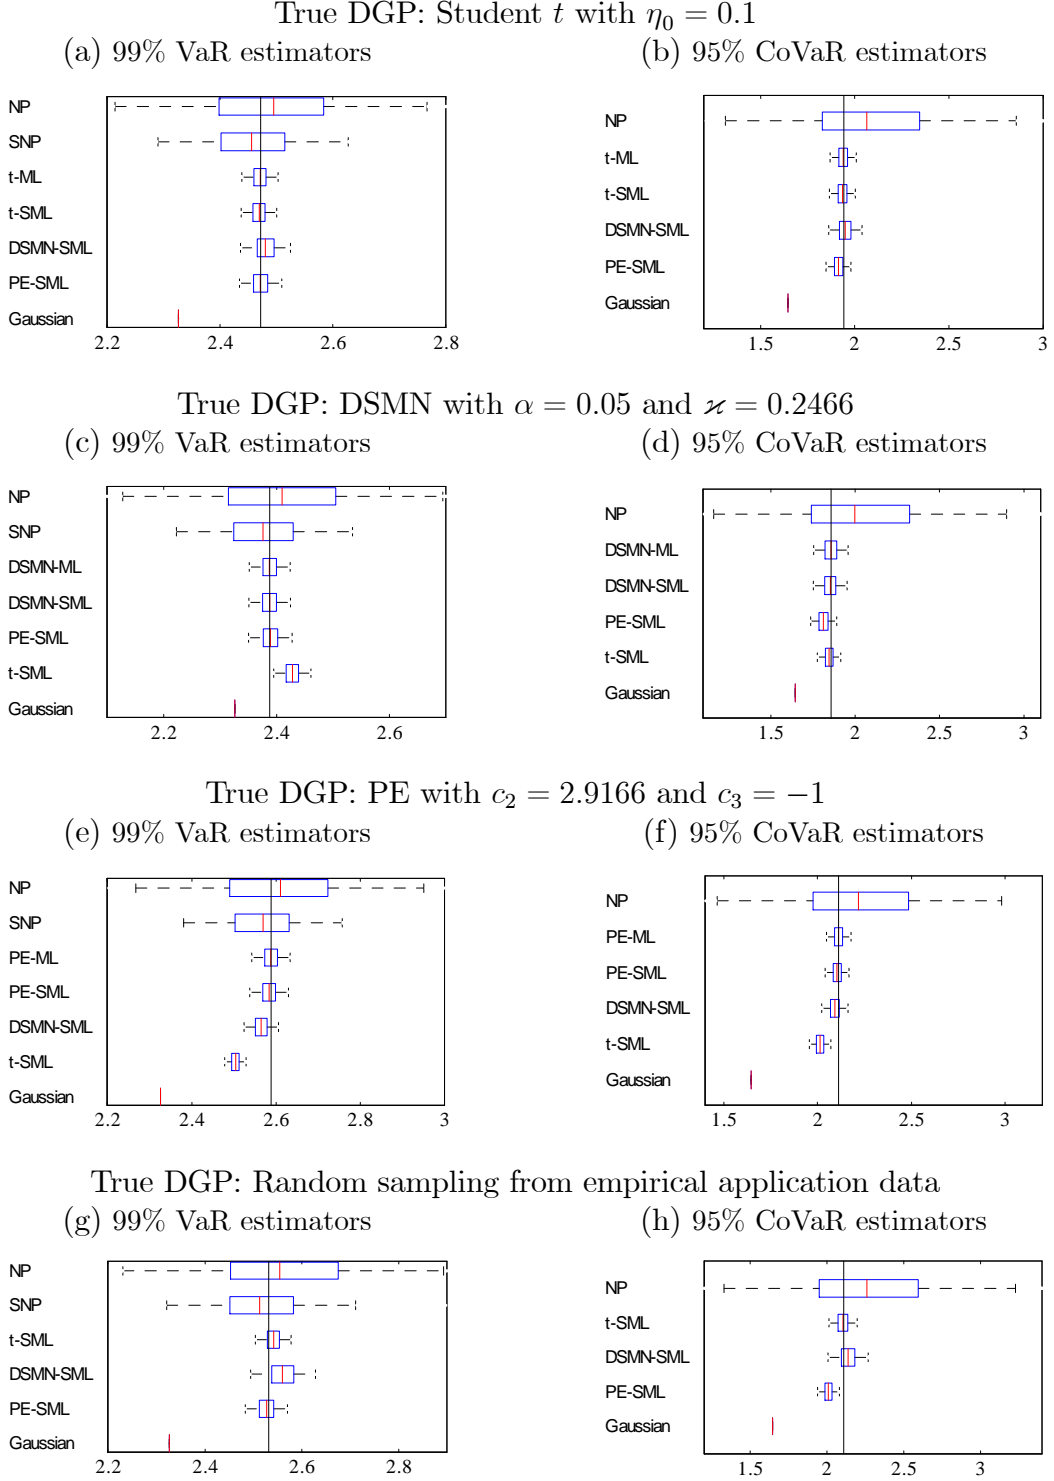 True DGP: Student t with η₀ = 0.1
(a) 99% VaR estimators
NP
SNP
t-ML
t-SML
DSMN-SML
PE-SML
Gaussian
2.2 2.4 2.6 2.8
(b) 95% CoVaR estimators
NP
t-ML
t-SML
DSMN-SML
PE-SML
Gaussian
1.5 2 2.5 3
True DGP: DSMN with α = 0.05 and ϰ = 0.2466
(c) 99% VaR estimators
NP
SNP
DSMN-ML
DSMN-SML
PE-SML
t-SML
Gaussian
2.2 2.4 2.6
(d) 95% CoVaR estimators
NP
DSMN-ML
DSMN-SML
PE-SML
t-SML
Gaussian
1.5 2 2.5 3
True DGP: PE with c₂ = 2.9166 and c₃ = −1
(e) 99% VaR estimators
NP
SNP
PE-ML
PE-SML
DSMN-SML
t-SML
Gaussian
2.2 2.4 2.6 2.8 3
(f) 95% CoVaR estimators
NP
PE-ML
PE-SML
DSMN-SML
t-SML
Gaussian
1.5 2 2.5 3
True DGP: Random sampling from empirical application data
(g) 99% VaR estimators
NP
SNP
t-SML
DSMN-SML
PE-SML
Gaussian
2.2 2.4 2.6 2.8
(h) 95% CoVaR estimators
NP
t-SML
DSMN-SML
PE-SML
Gaussian
1.5 2 2.5 3